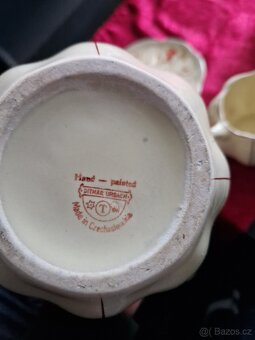 Hand — painted
DITMAR URBACH
T
Made in Czechoslovakia
© Bazos.cz